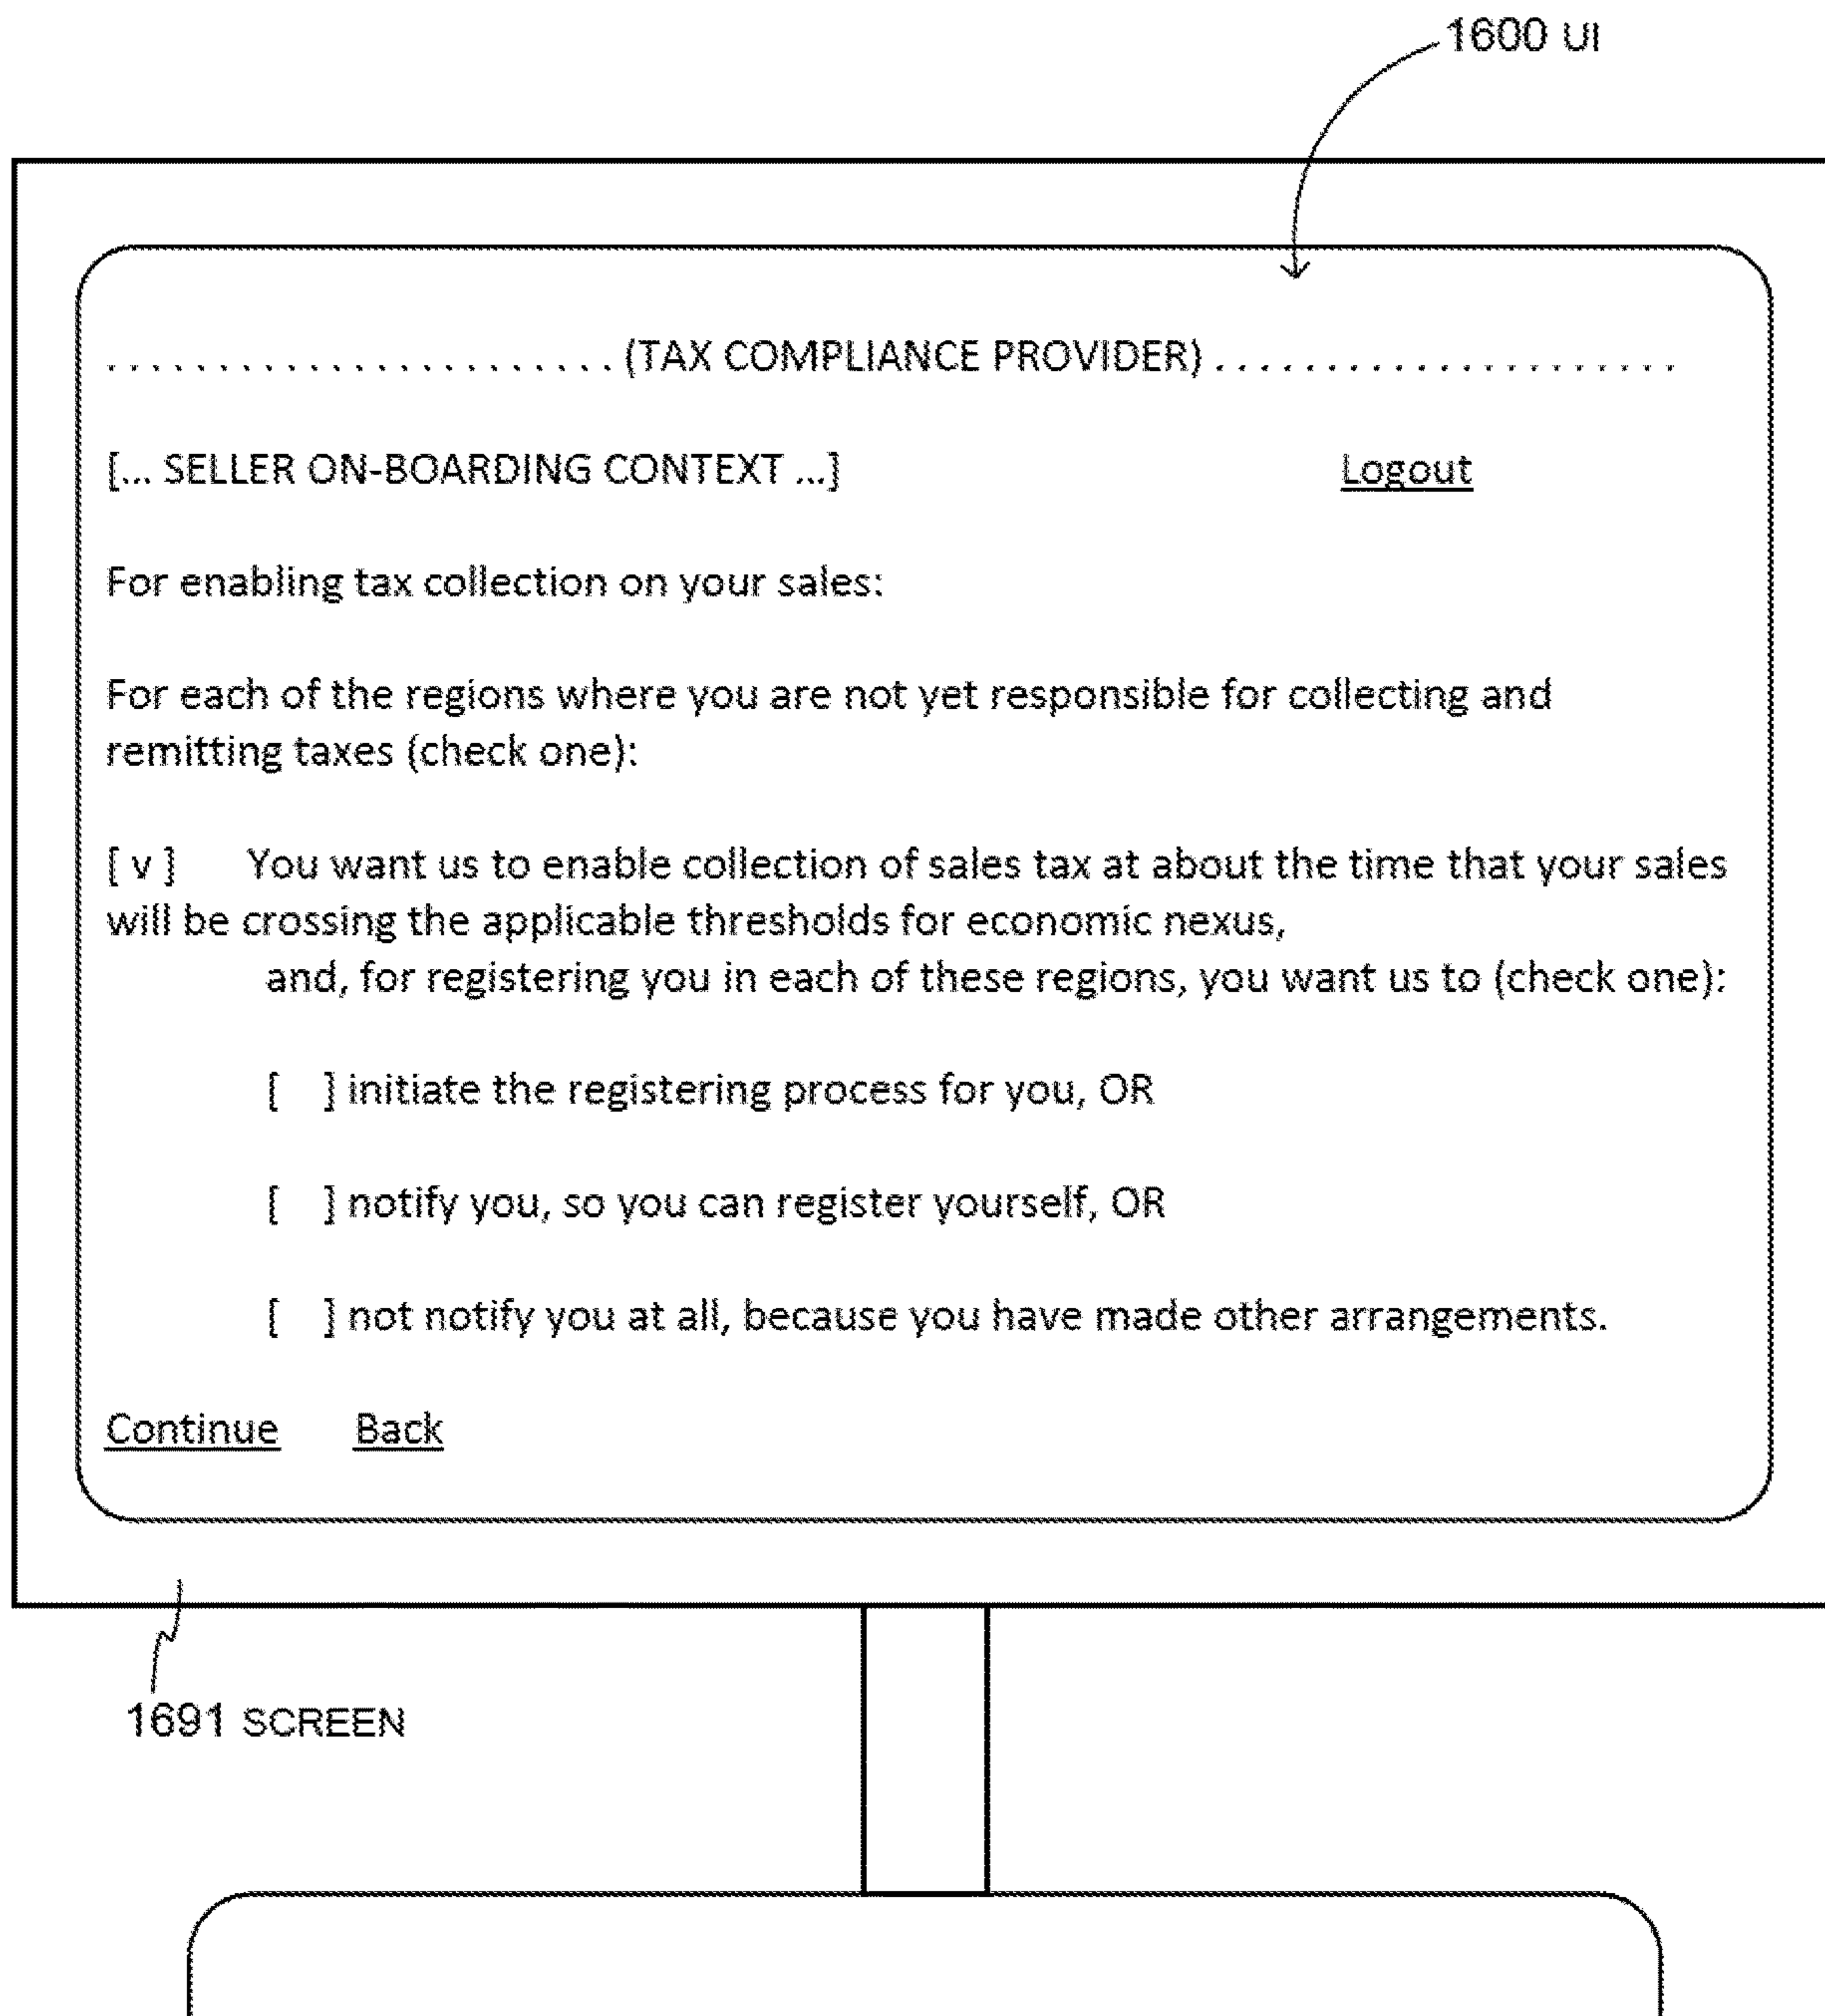 1600 UI
. . . . . . . . . . . . . . . . . . . . . . . (TAX COMPLIANCE PROVIDER) . . . . . . . . . . . . . . . . . . . . .
[... SELLER ON-BOARDING CONTEXT ...] Logout
For enabling tax collection on your sales:
For each of the regions where you are not yet responsible for collecting and
remitting taxes (check one):
[ v ] You want us to enable collection of sales tax at about the time that your sales
will be crossing the applicable thresholds for economic nexus,
and, for registering you in each of these regions, you want us to (check one):
[ ] initiate the registering process for you, OR
[ ] notify you, so you can register yourself, OR
[ ] not notify you at all, because you have made other arrangements.
Continue Back
1691 SCREEN